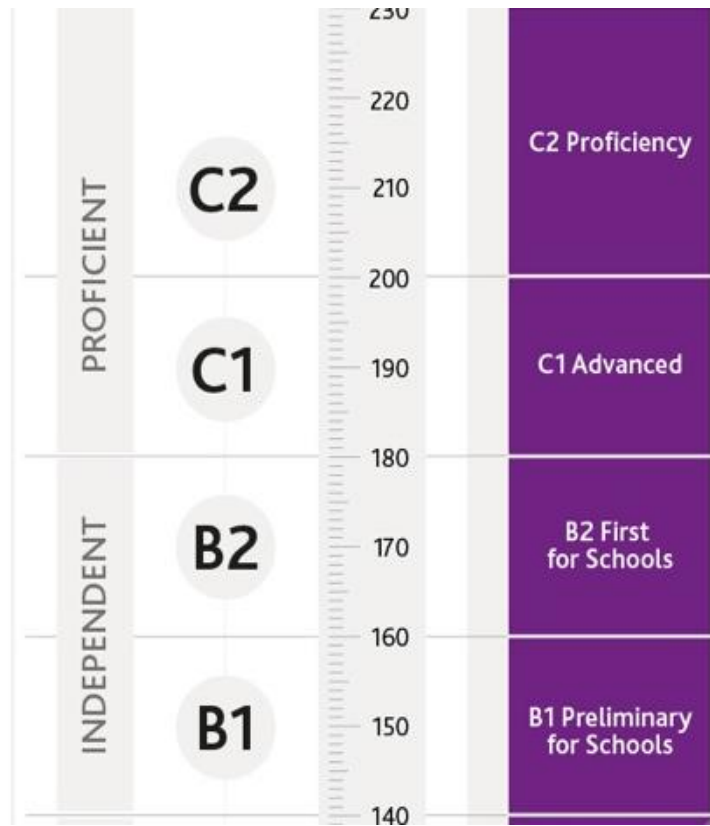 230
220
C2 Proficiency
C2
210
PROFICIENT
200
C1
190
C1 Advanced
180
B2
170
B2 First
for Schools
INDEPENDENT
160
B1
150
B1 Preliminary
for Schools
140